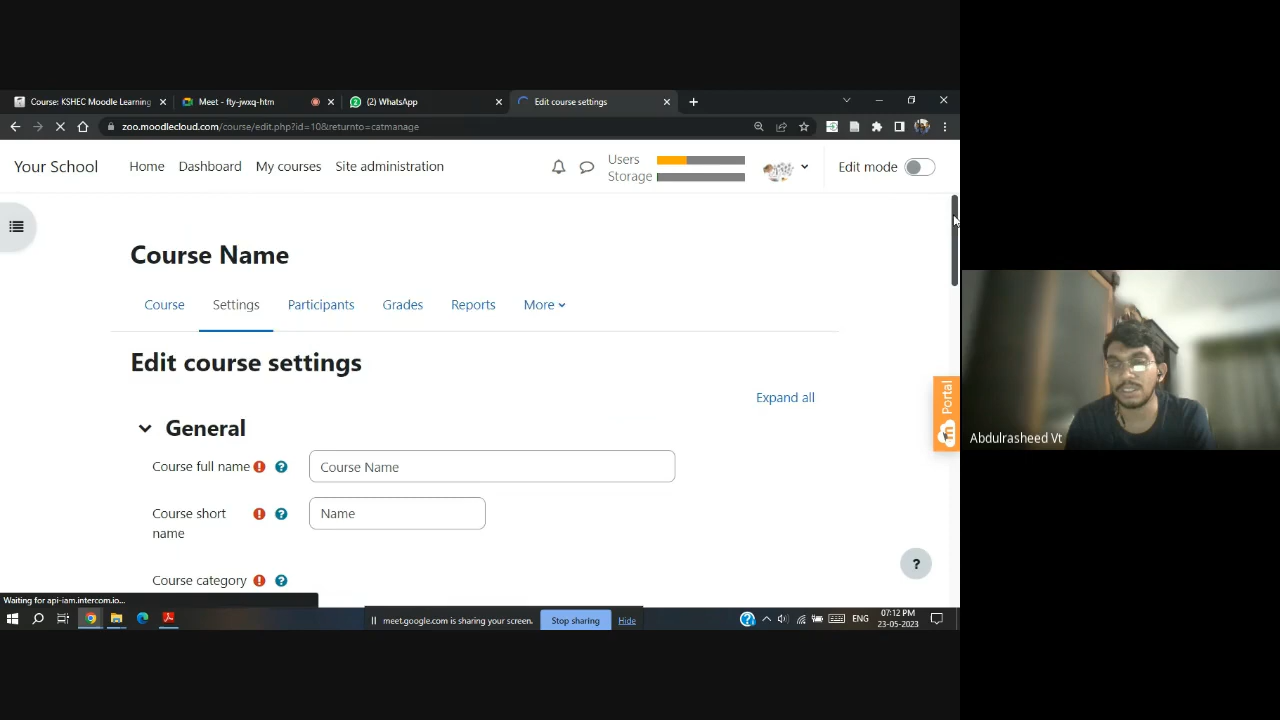 Course: KSHEC Moodle Learning
Meet - fty-jwxq-htm
(2) WhatsApp
Edit course settings
zoo.moodlecloud.com/course/edit.php?id=10&returnto=catmanage
Your School
Home
Dashboard
My courses
Site administration
Users
Storage
Edit mode
Course Name
Course
Settings
Participants
Grades
Reports
More
Edit course settings
Expand all
Portal
General
Course full name
Course Name
Course short name
Name
Course category
Abdulrasheed Vt
Waiting for api-iam.intercom.io...
meet.google.com is sharing your screen.
Stop sharing
Hide
ENG
07:12 PM
23-05-2023